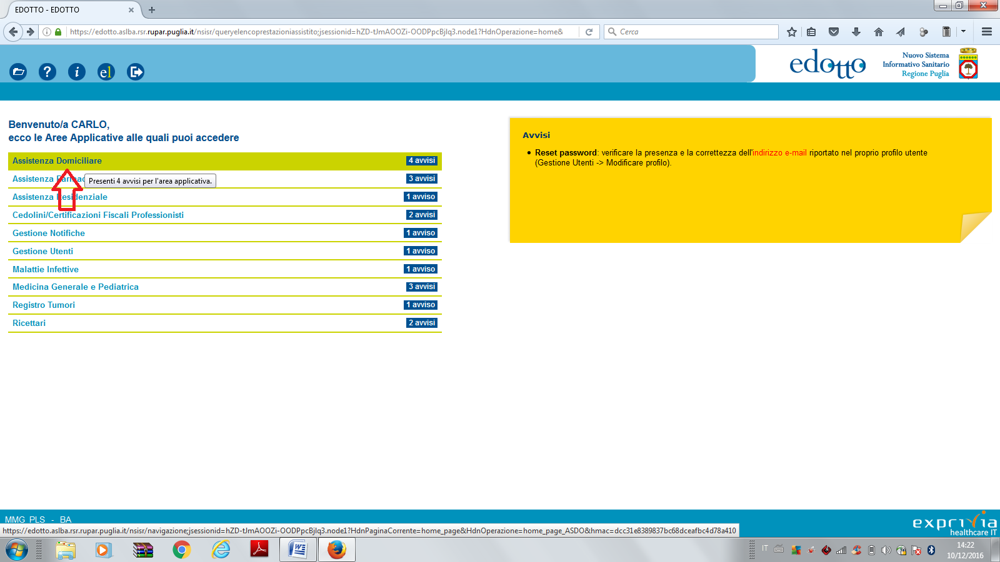 EDOTTO - EDOTTO
https://edotto.aslba.rsr.rupar.puglia.it/nsisr/queryelencoprestazioniassistito;jsessionid=hZD-tJmAOOZi-OODPpcBjlq3.node1?HdnOperazione=home&
Cerca
edotto
Nuovo Sistema
Informativo Sanitario
Regione Puglia
Benvenuto/a CARLO,
ecco le Aree Applicative alle quali puoi accedere
Assistenza Domiciliare 4 avvisi
Assistenza Farmac 3 avvisi
Presenti 4 avvisi per l'area applicativa.
Assistenza Residenziale 1 avviso
Cedolini/Certificazioni Fiscali Professionisti 2 avvisi
Gestione Notifiche 1 avviso
Gestione Utenti 1 avviso
Malattie Infettive 1 avviso
Medicina Generale e Pediatrica 3 avvisi
Registro Tumori 1 avviso
Ricettari 2 avvisi
Avvisi
Reset password: verificare la presenza e la correttezza dell'indirizzo e-mail riportato nel proprio profilo utente
(Gestione Utenti -> Modificare profilo).
MMG PLS - BA
exprivia
healthcare IT
https://edotto.aslba.rsr.rupar.puglia.it/nsisr/navigazione;jsessionid=hZD-tJmAOOZi-OODPpcBjlq3.node1?HdnPaginaCorrente=home_page&HdnOperazione=home_page_ASDO&hmac=dcc31e8389837bc68dceafbc4d78a410
IT
14:22
10/12/2016